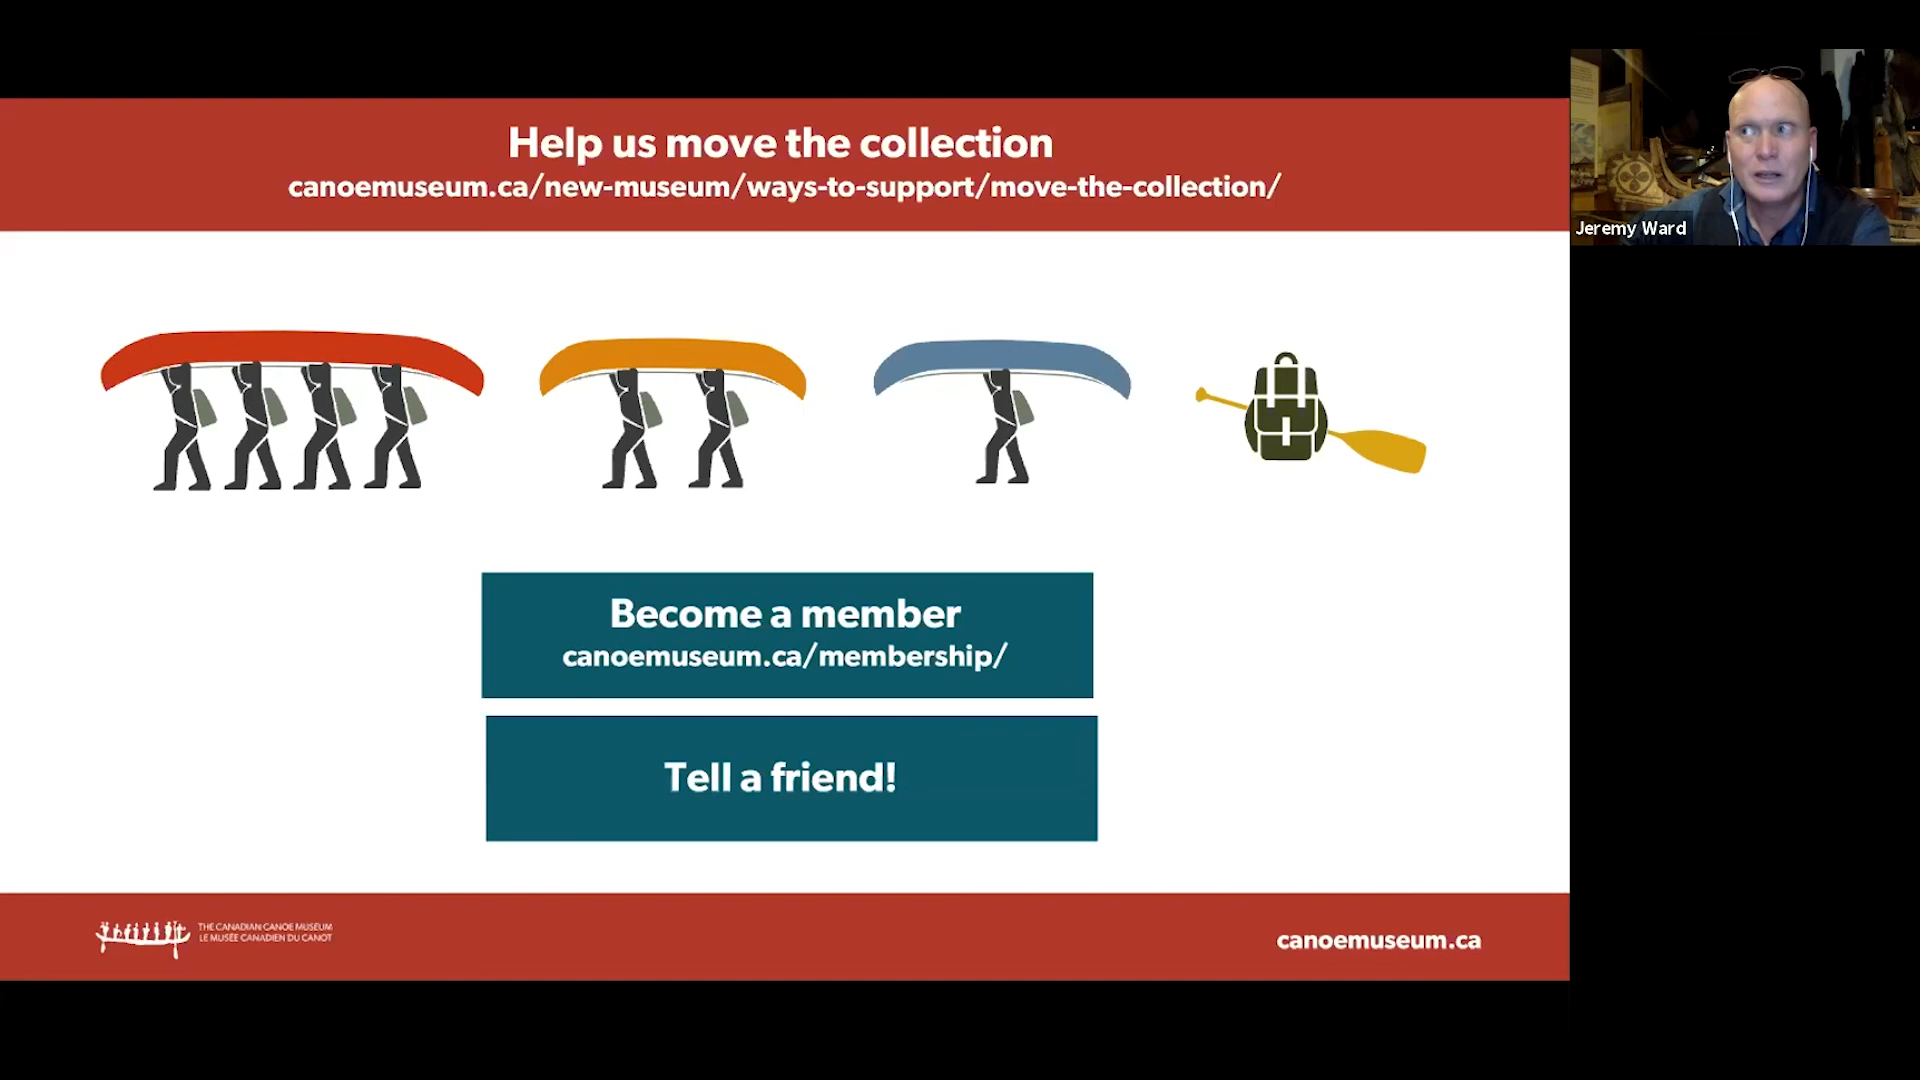 Help us move the collection
canoemuseum.ca/new-museum/ways-to-support/move-the-collection/
Jeremy Ward
Become a member
canoemuseum.ca/membership/
Tell a friend!
THE CANADIAN CANOE MUSEUM
LE MUSÉE CANADIEN DU CANOT
canoemuseum.ca